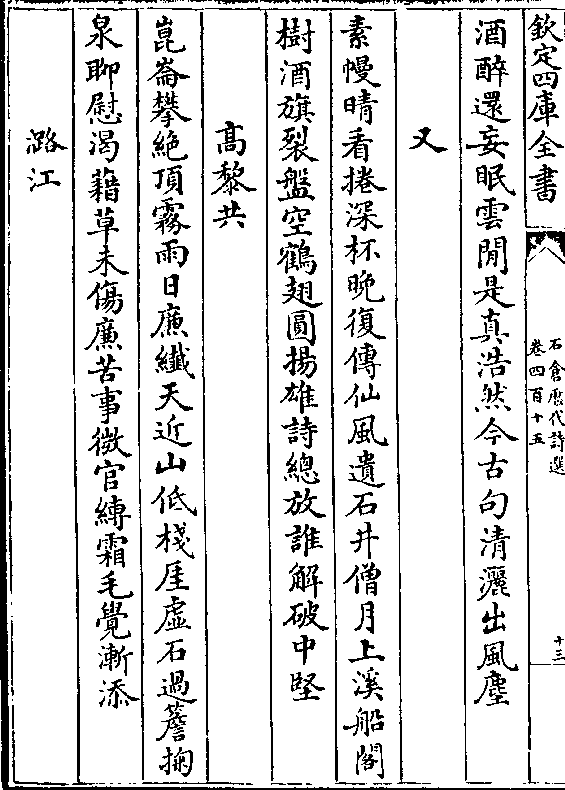 欽定四庫全書
石倉歷代詩選
卷四百十五
十三
酒醉還妄眠雲閒是真浩然今古句清灑出風塵
又
素幔晴看捲深杯晚復傳仙風遺石井僧月上溪船閣
樹酒旗裂盤空鶴翅圓揚雄詩總放誰解破中堅
高黎共
崑崙攀絶頂霧雨日廉纖天近山低棧厓虛石過簷掬
泉聊慰渴藉草未傷廉苦事微官縛霜毛覺漸添
潞江